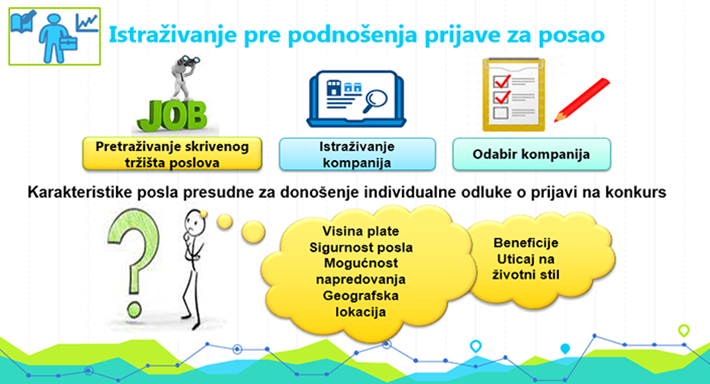 Istraživanje pre podnošenja prijave za posao
JOB
Pretraživanje skrivenog
tržišta poslova
Istraživanje
kompanija
Odabir kompanija
Karakteristike posla presudne za donošenje individualne odluke o prijavi na konkurs
Visina plate
Sigurnost posla
Mogućnost
napredovanja
Geografska
lokacija
Beneficije
Uticaj na
životni stil